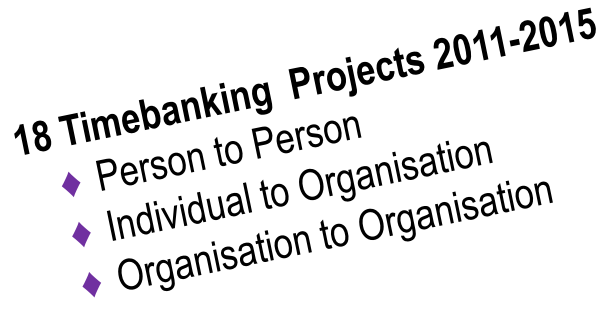 18 Timebanking Projects 2011-2015
♦ Person to Person
♦ Individual to Organisation
♦ Organisation to Organisation